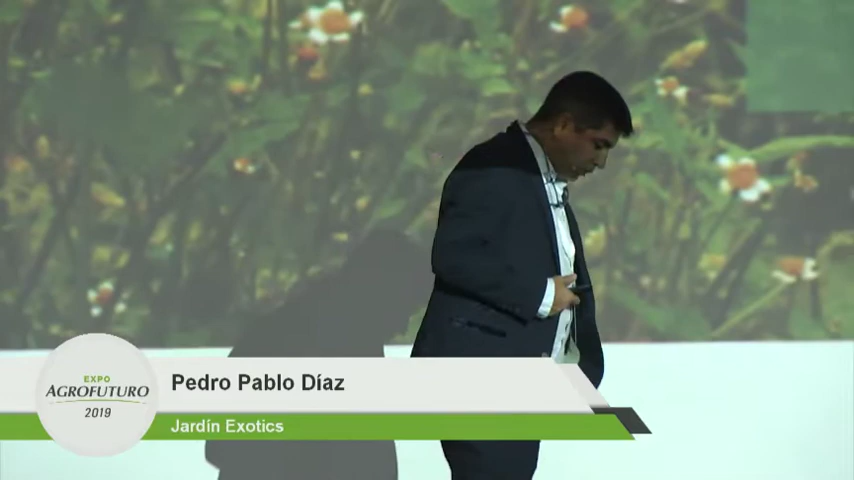 EXPO
AGROFUTURO
2019
Pedro Pablo Díaz
Jardín Exotics